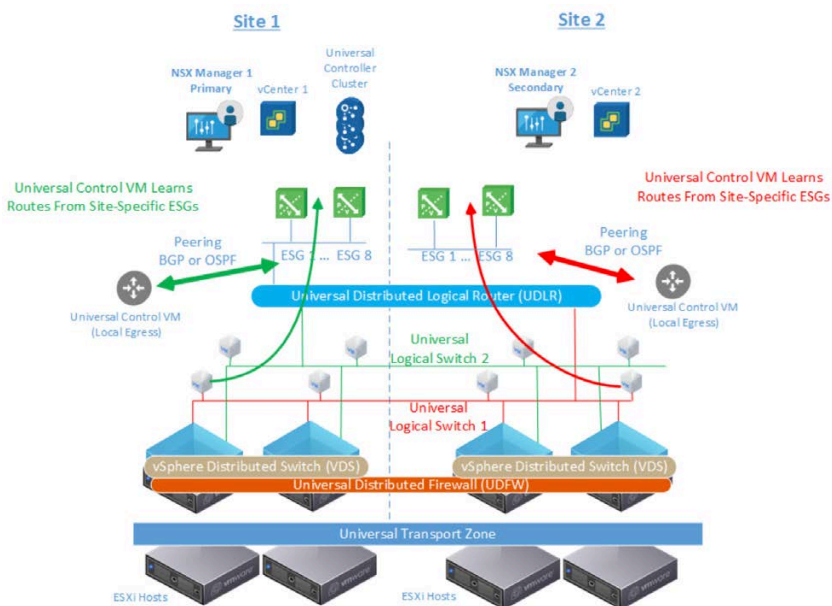 Site 1
Site 2
Universal
Controller
Cluster
NSX Manager 1
Primary
vCenter 1
NSX Manager 2
Secondary
vCenter 2
Universal Control VM Learns
Routes From Site-Specific ESGs
Universal Control VM Learns
Routes From Site-Specific ESGs
Peering
BGP or OSPF
ESG 1 ... ESG 8
ESG 1 ... ESG 8
Peering
BGP or OSPF
Universal Distributed Logical Router (UDLR)
Universal Control VM
(Local Egress)
Universal Control VM
(Local Egress)
Universal
Logical Switch 2
Universal
Logical Switch 1
vSphere Distributed Switch (VDS)
vSphere Distributed Switch (VDS)
Universal Distributed Firewall (UDFW)
Universal Transport Zone
vmware
vmware
vmware
vmware
ESXi Hosts
ESXi Hosts